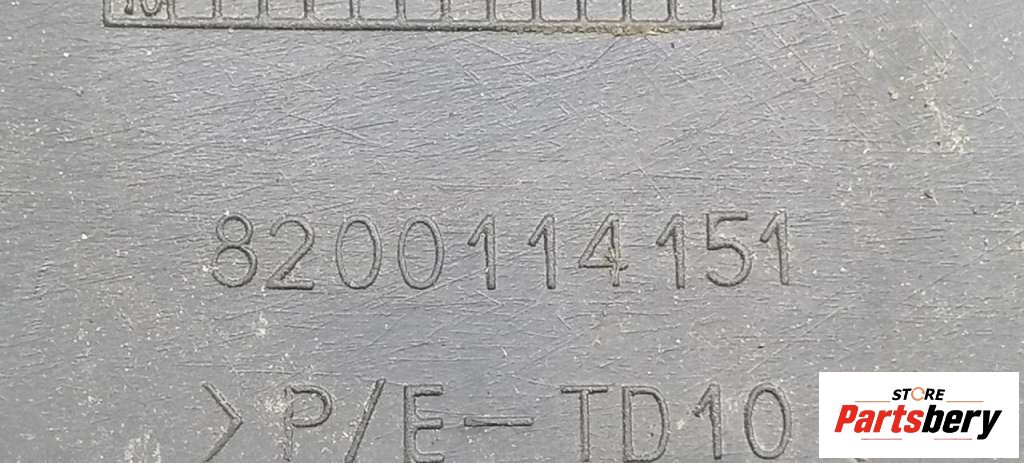 8200114151
>P/E-TD10
STORE
Partsbery